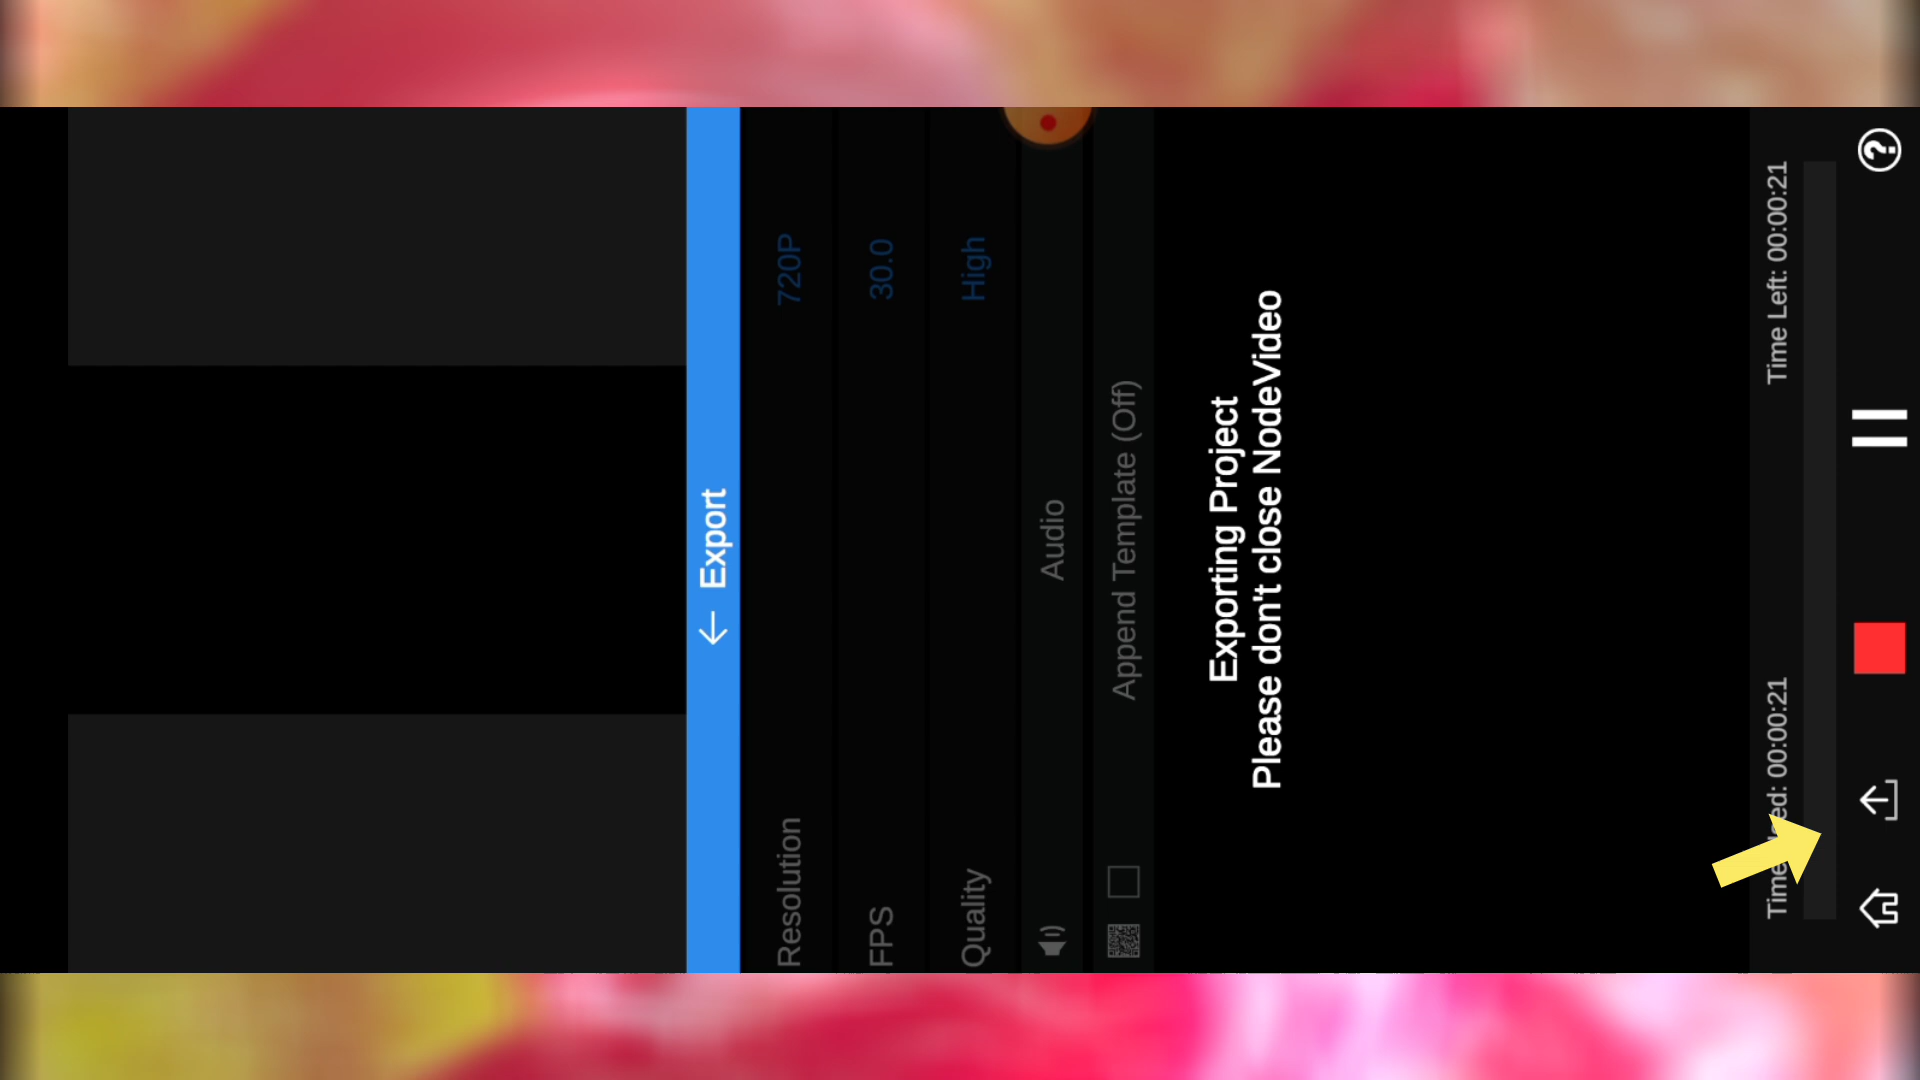 Export
Resolution 720P
FPS 30.0
Quality High
Audio
Append Template (Off)
Exporting Project
Please don't close NodeVideo
00:00:21
Time Left: 00:00:21